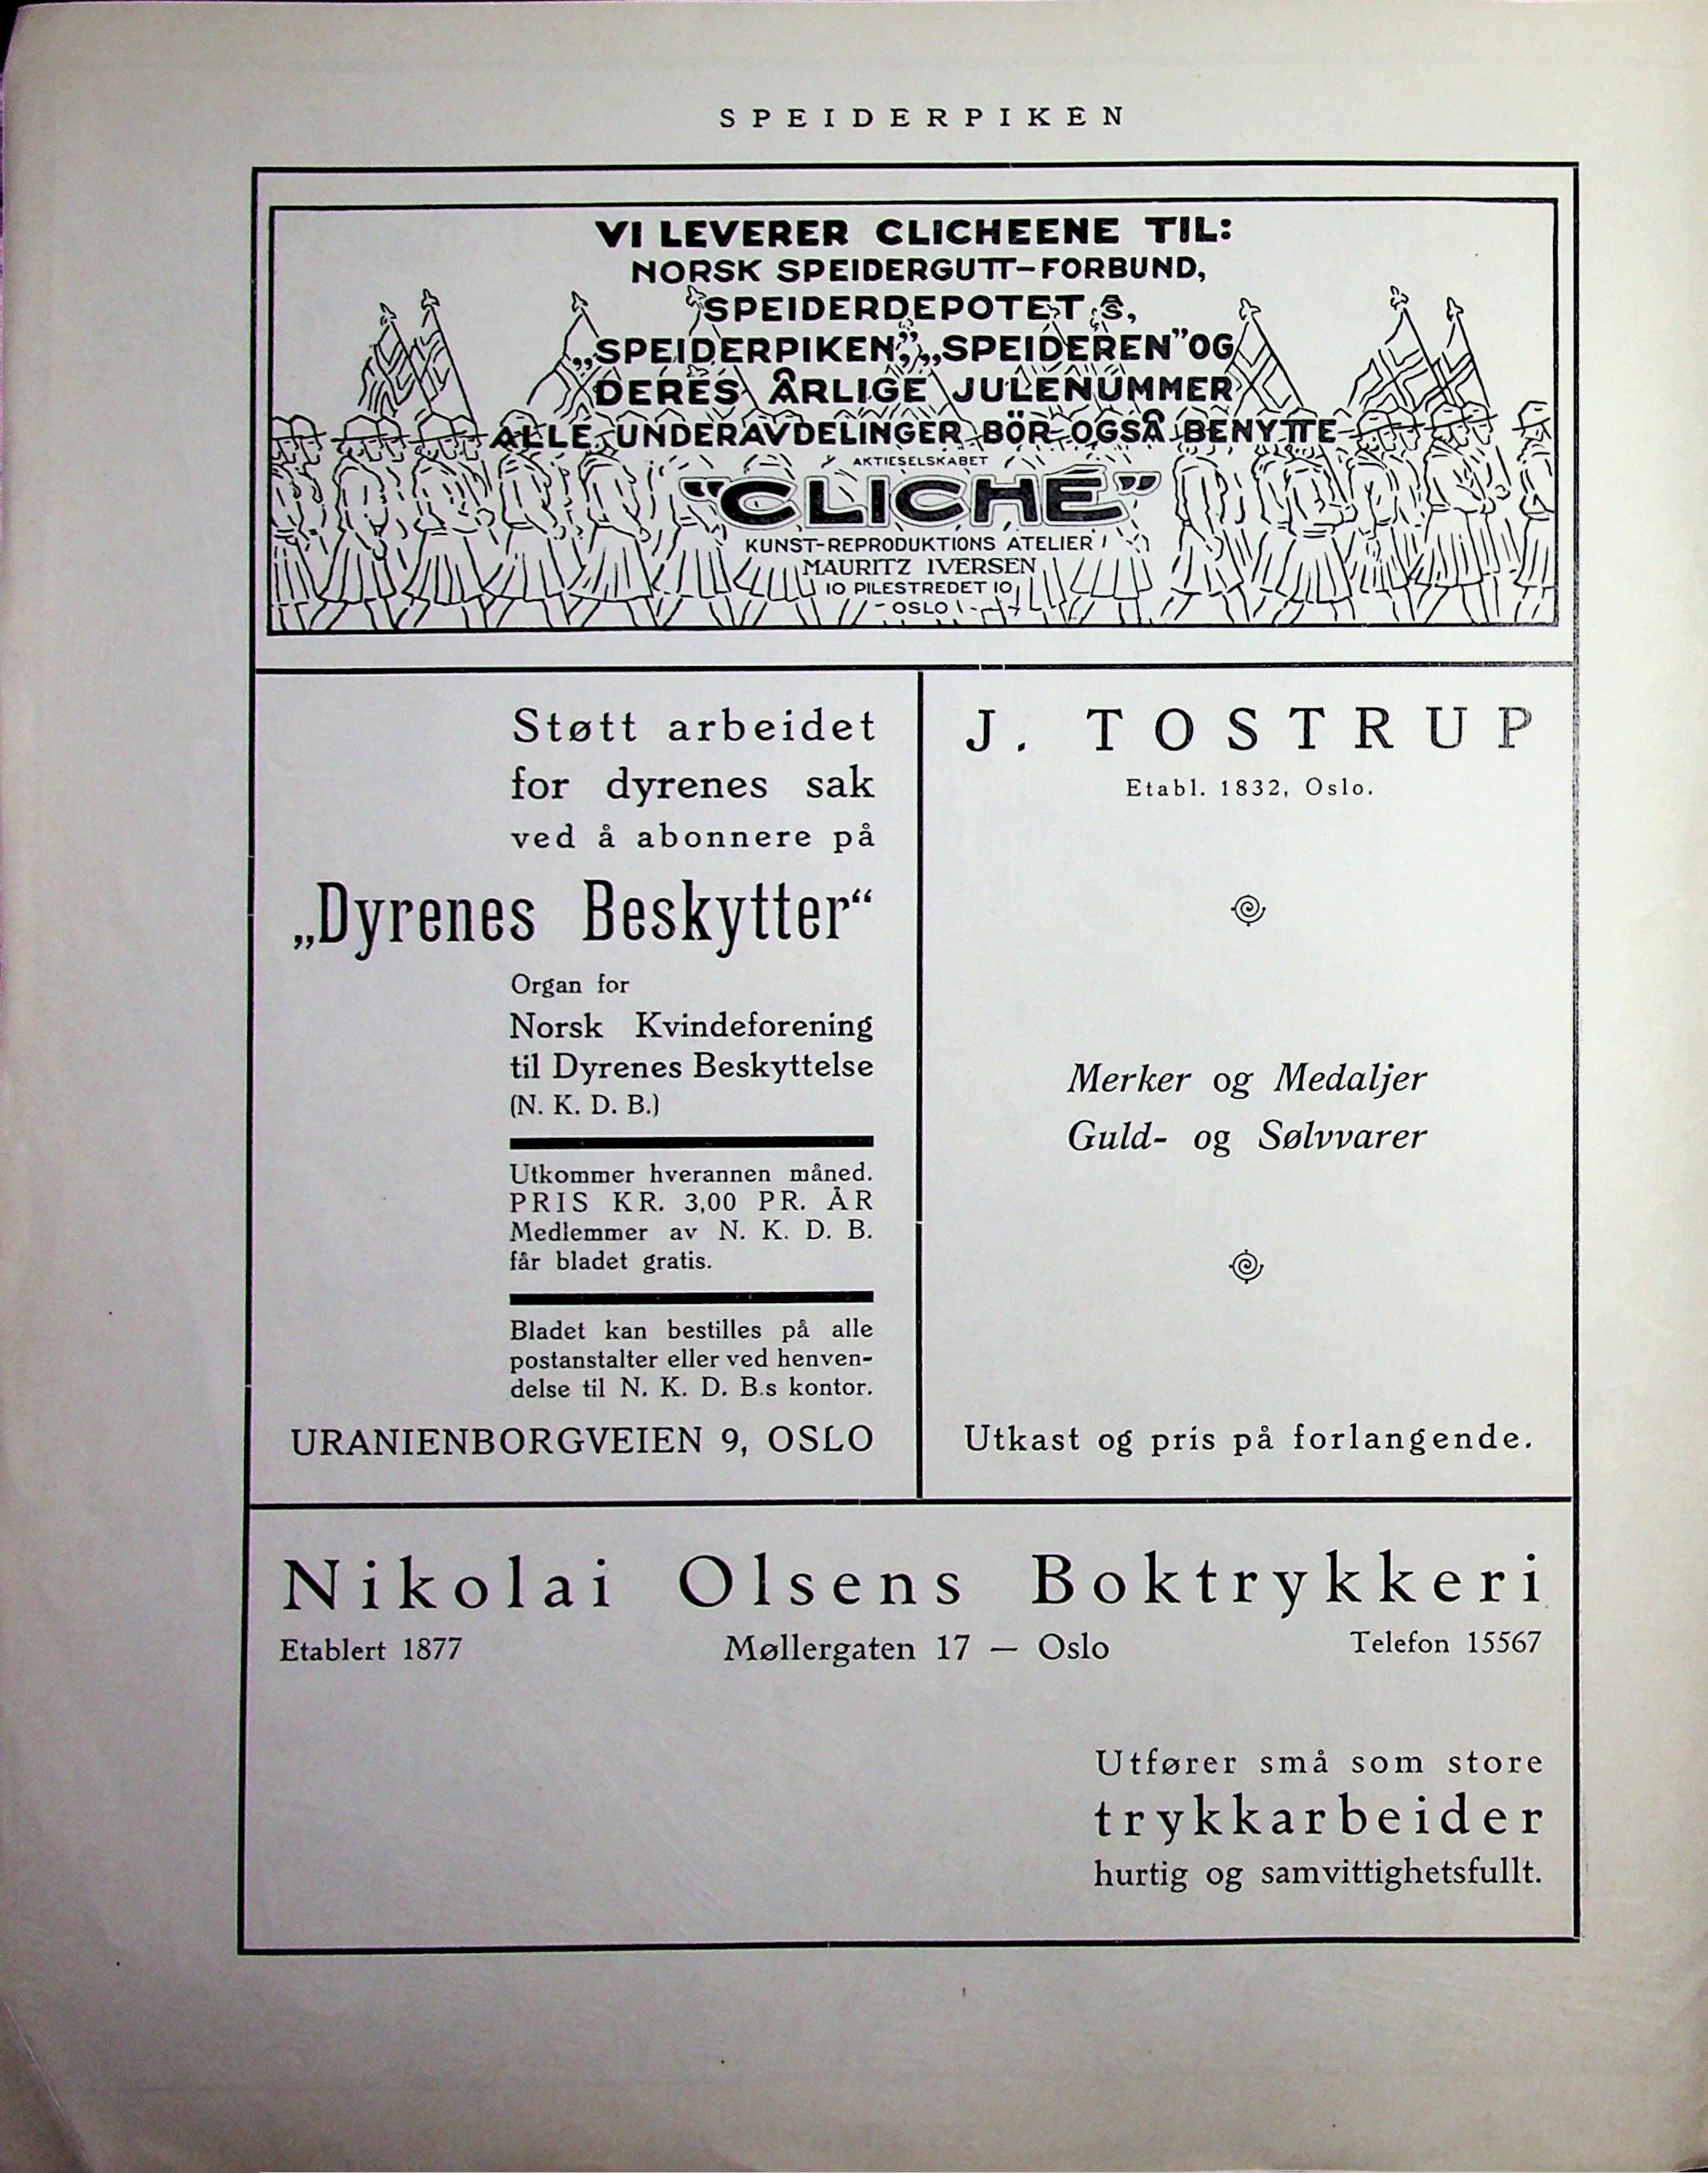 SPEIDERPIKEN
VI LEVERER CLICHEENE TIL:
NORSK SPEIDERGUTT-FORBUND,
SPEIDERDEPOTET
„SPEIDERPIKEN”, „SPEIDEREN” OG
DERES ÅRLIGE JULENUMMER
ALLE UNDERAVDELINGER BÖR OGSÅ BENYTTE
AKTIESELSKABET
"CLICHÉ"
KUNST-REPRODUKTIONS ATELIER
MAURITZ IVERSEN
10 PILESTREDET 10
- OSLO -
Støtt arbeidet
for dyrenes sak
ved å abonnere på
„Dyrenes Beskytter“
Organ for
Norsk Kvindeforening
til Dyrenes Beskyttelse
(N. K. D. B.)
Utkommer hverannen måned.
PRIS KR. 3,00 PR. ÅR
Medlemmer av N. K. D. B.
får bladet gratis.
Bladet kan bestilles på alle
postanstalter eller ved henven-
delse til N. K. D. B.s kontor.
URANIENBORGVEIEN 9, OSLO
J. TOSTRUP
Etabl. 1832, Oslo.
Merker og Medaljer
Guld- og Sølvvarer
Utkast og pris på forlangende.
Nikolai Olsens Boktrykkeri
Etablert 1877 Møllergaten 17 — Oslo Telefon 15567
Utfører små som store
trykkarbeider
hurtig og samvittighetsfullt.